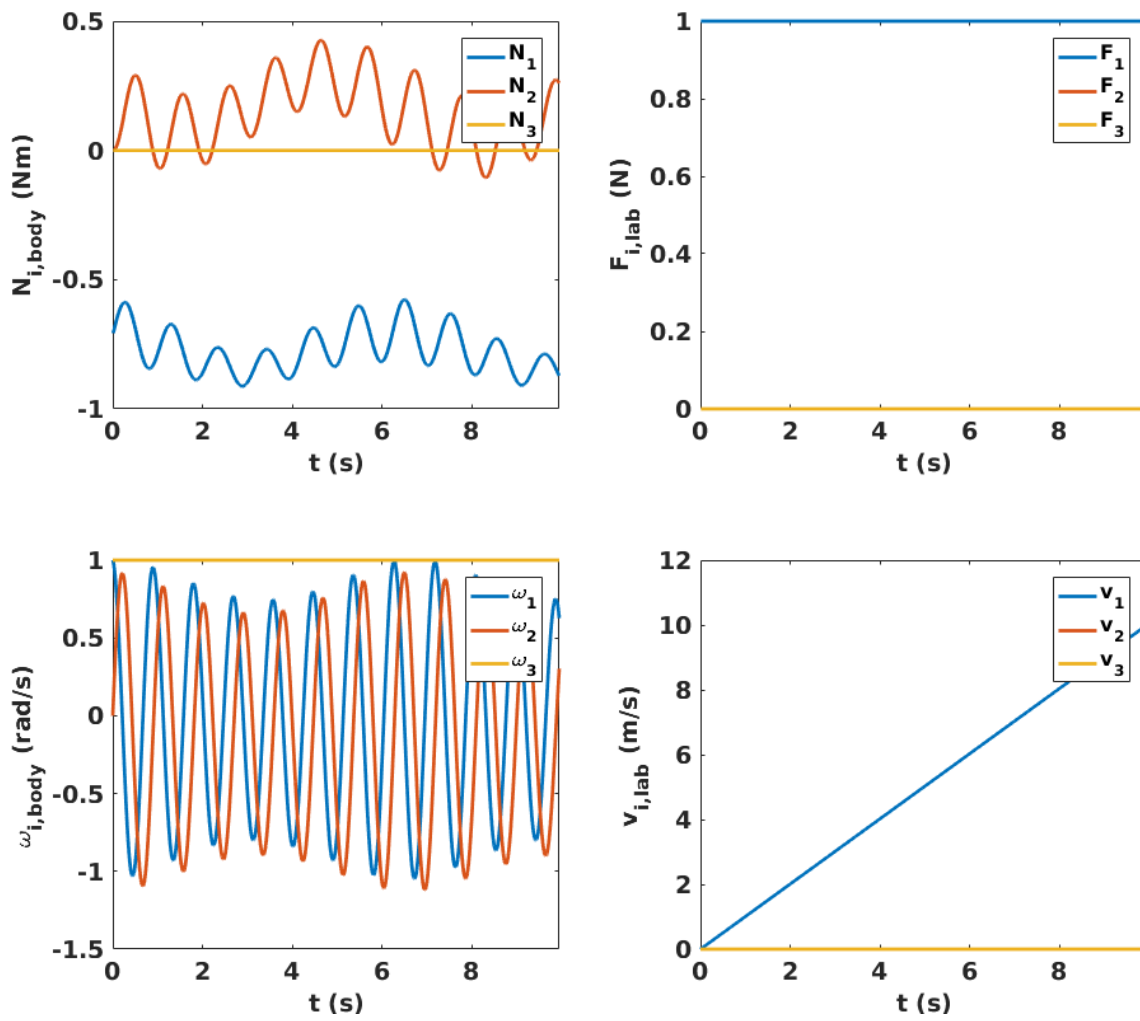 0.5
0
-0.5
-1
N1
N2
N3
Ni,body (Nm)
0 2 4 6 8
t (s)
1
0.8
0.6
0.4
0.2
0
F1
F2
F3
Fi,lab (N)
0 2 4 6 8
t (s)
1
0.5
0
-0.5
-1
-1.5
ω1
ω2
ω3
ωi,body (rad/s)
0 2 4 6 8
t (s)
12
10
8
6
4
2
0
v1
v2
v3
vi,lab (m/s)
0 2 4 6 8
t (s)